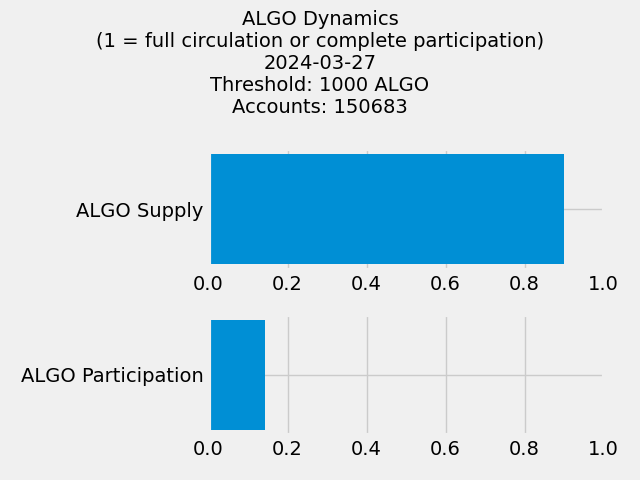 ALGO Dynamics
(1 = full circulation or complete participation)
2024-03-27
Threshold: 1000 ALGO
Accounts: 150683
ALGO Supply
0.0 0.2 0.4 0.6 0.8 1.0
ALGO Participation
0.0 0.2 0.4 0.6 0.8 1.0